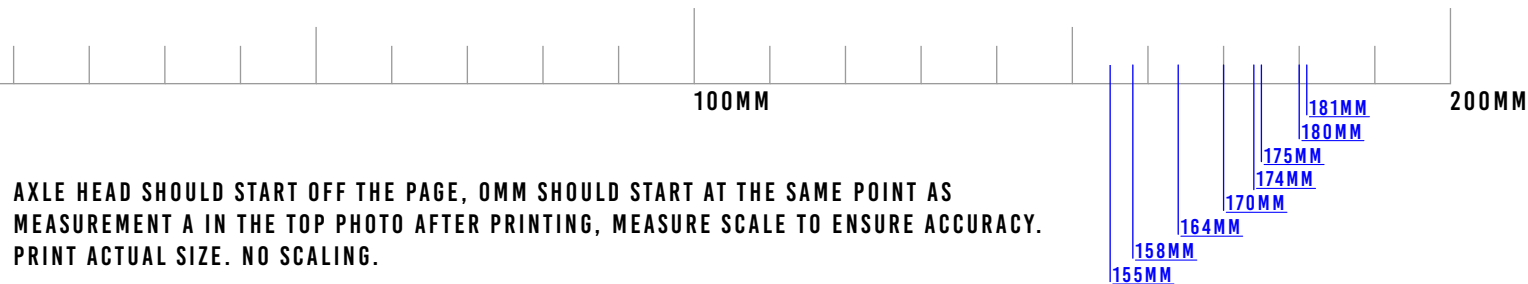 100MM
200MM
181MM
180MM
175MM
174MM
170MM
164MM
158MM
155MM
AXLE HEAD SHOULD START OFF THE PAGE, 0MM SHOULD START AT THE SAME POINT AS
MEASUREMENT A IN THE TOP PHOTO AFTER PRINTING, MEASURE SCALE TO ENSURE ACCURACY.
PRINT ACTUAL SIZE. NO SCALING.